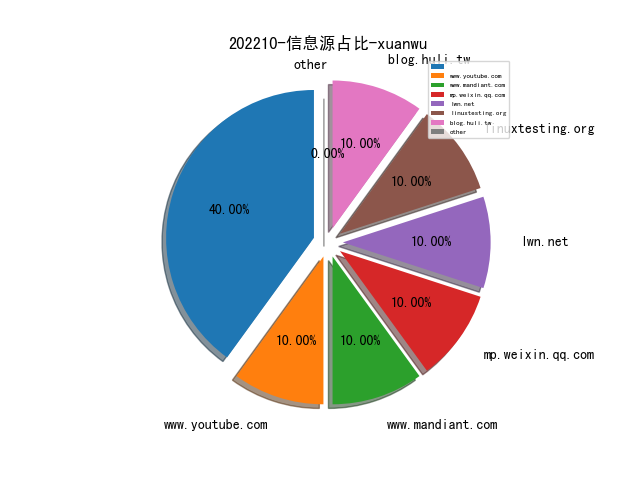 202210-信息源占比-xuanwu
other
blog.huli.tw
linuxtesting.org
lwn.net
mp.weixin.qq.com
www.mandiant.com
www.youtube.com
40.00%
10.00%
10.00%
10.00%
10.00%
10.00%
10.00%
0.00%
www.youtube.com
www.mandiant.com
mp.weixin.qq.com
lwn.net
linuxtesting.org
blog.huli.tw
other